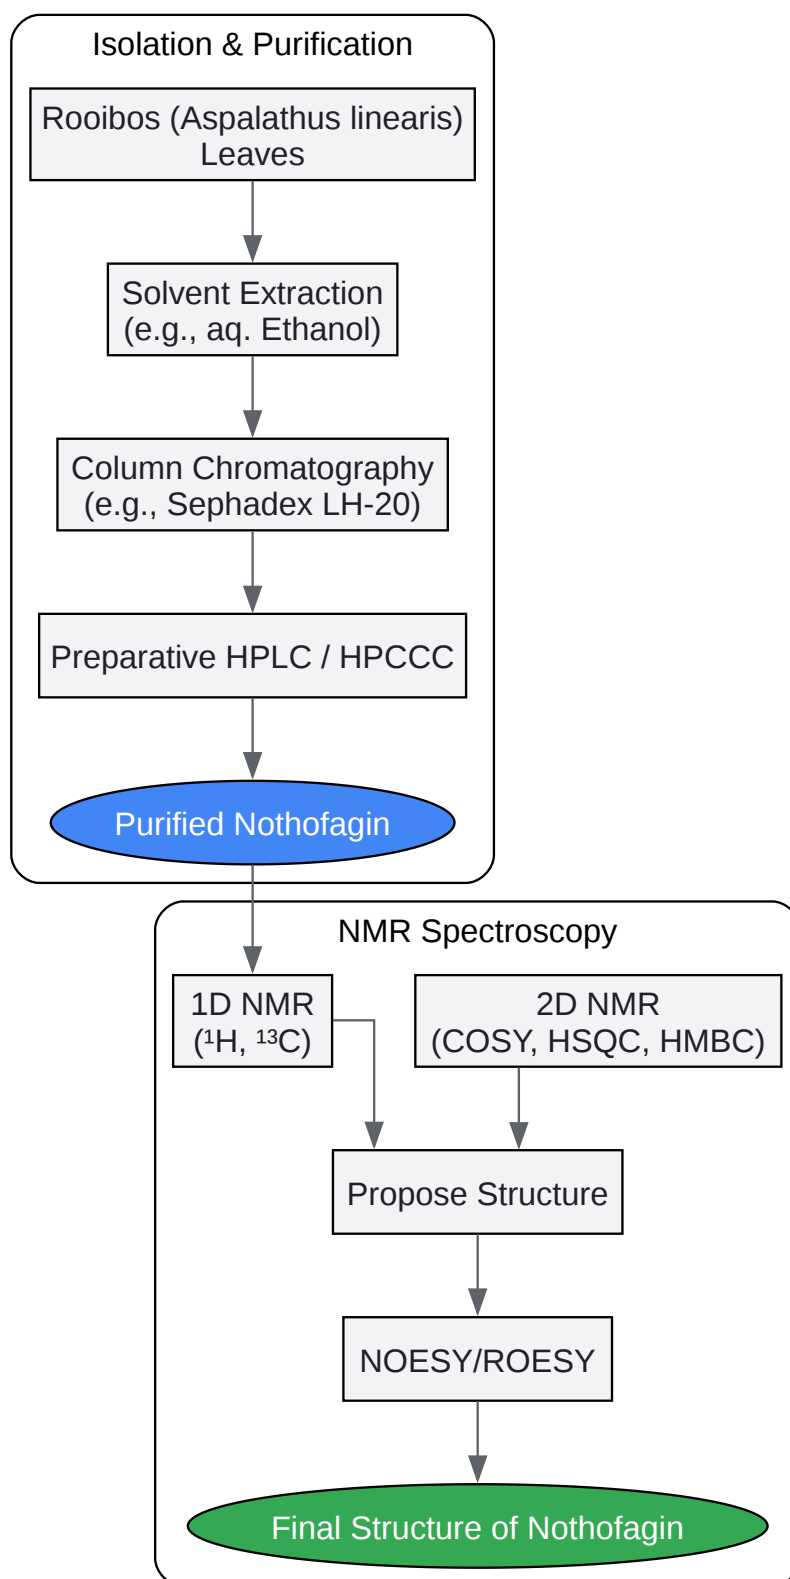 Isolation & Purification
Rooibos (Aspalathus linearis)
Leaves
Solvent Extraction
(e.g., aq. Ethanol)
Column Chromatography
(e.g., Sephadex LH-20)
Preparative HPLC / HPCCC
Purified Nothofagin
NMR Spectroscopy
1D NMR
(¹H, ¹³C)
2D NMR
(COSY, HSQC, HMBC)
Propose Structure
NOESY/ROESY
Final Structure of Nothofagin